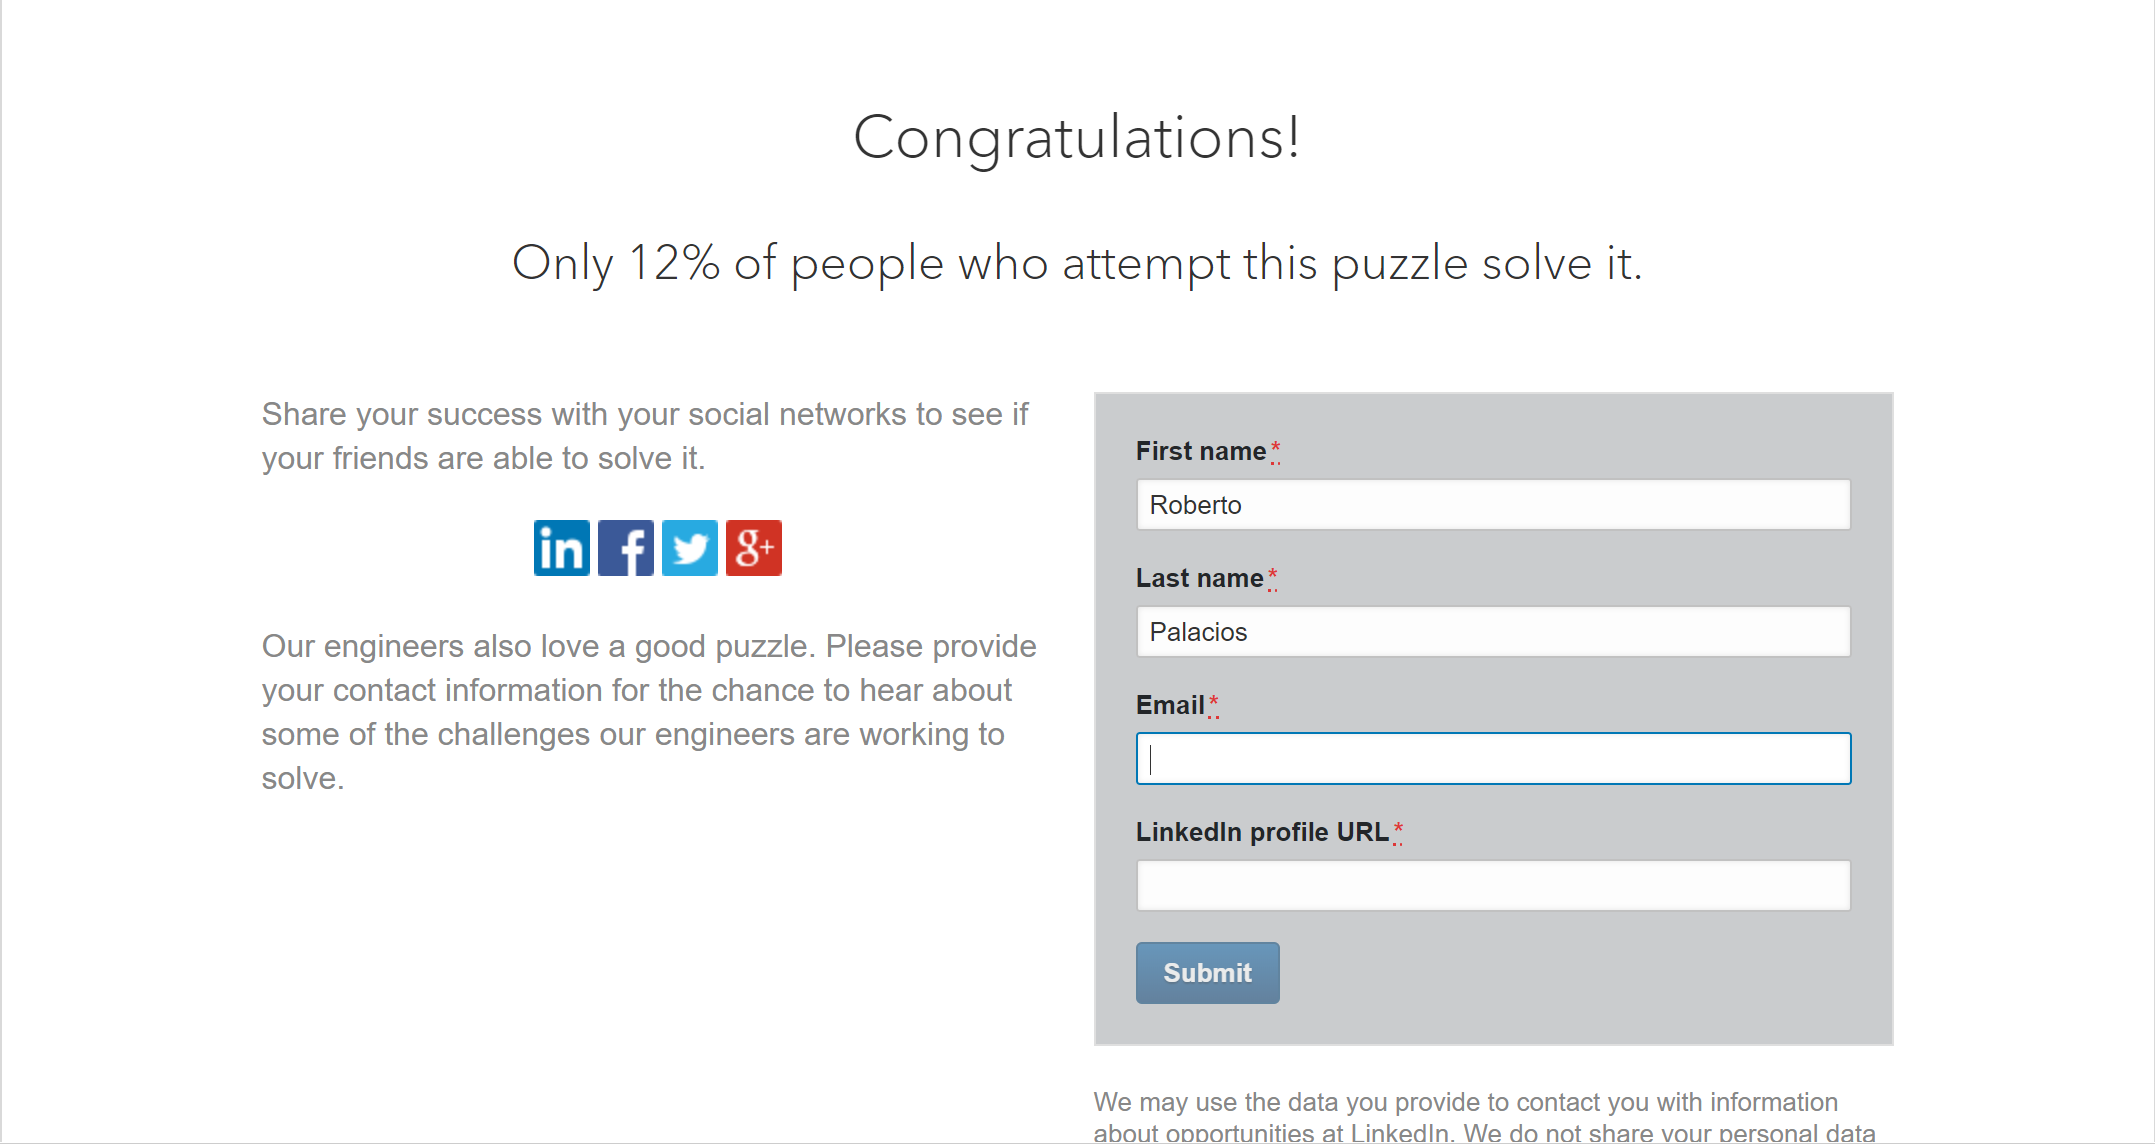 Congratulations!
Only 12% of people who attempt this puzzle solve it.
Share your success with your social networks to see if
your friends are able to solve it.
in f g+
Our engineers also love a good puzzle. Please provide
your contact information for the chance to hear about
some of the challenges our engineers are working to
solve.
First name*
Roberto
Last name*
Palacios
Email*
LinkedIn profile URL*
Submit
We may use the data you provide to contact you with information
about opportunities at LinkedIn. We do not share your personal data